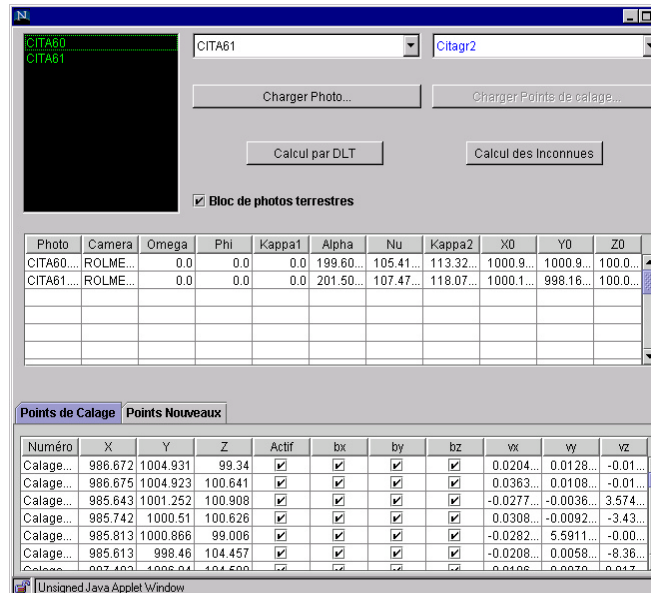 N
CITA60
CITA61
CITA61 Citagr2
Charger Photo... Charger Points de calage...
Calcul par DLT Calcul des Inconnues
Bloc de photos terrestres
Photo Camera Omega Phi Kappa1 Alpha Nu Kappa2 X0 Y0 Z0
CITA60.... ROLME... 0.0 0.0 0.0 199.60... 105.41... 113.32... 1000.9... 1000.9... 100.0...
CITA61.... ROLME... 0.0 0.0 0.0 201.50... 107.47... 118.07... 1000.1... 998.16... 100.0...
Points de Calage Points Nouveaux
Numéro X Y Z Actif bx by bz vx vy vz
Calage... 986.672 1004.931 99.34 0.0204... 0.0128... -0.01...
Calage... 986.675 1004.923 100.641 0.0363... 0.0108... -0.01...
Calage... 985.643 1001.252 100.908 -0.0277... -0.0036... 3.574...
Calage... 985.742 1000.51 100.626 0.0308... -0.0092... -3.43...
Calage... 985.813 1000.866 99.006 -0.0282... 5.5911... -0.00...
Calage... 985.613 998.46 104.457 -0.0208... 0.0058... -8.36...
Calage...
Unsigned Java Applet Window